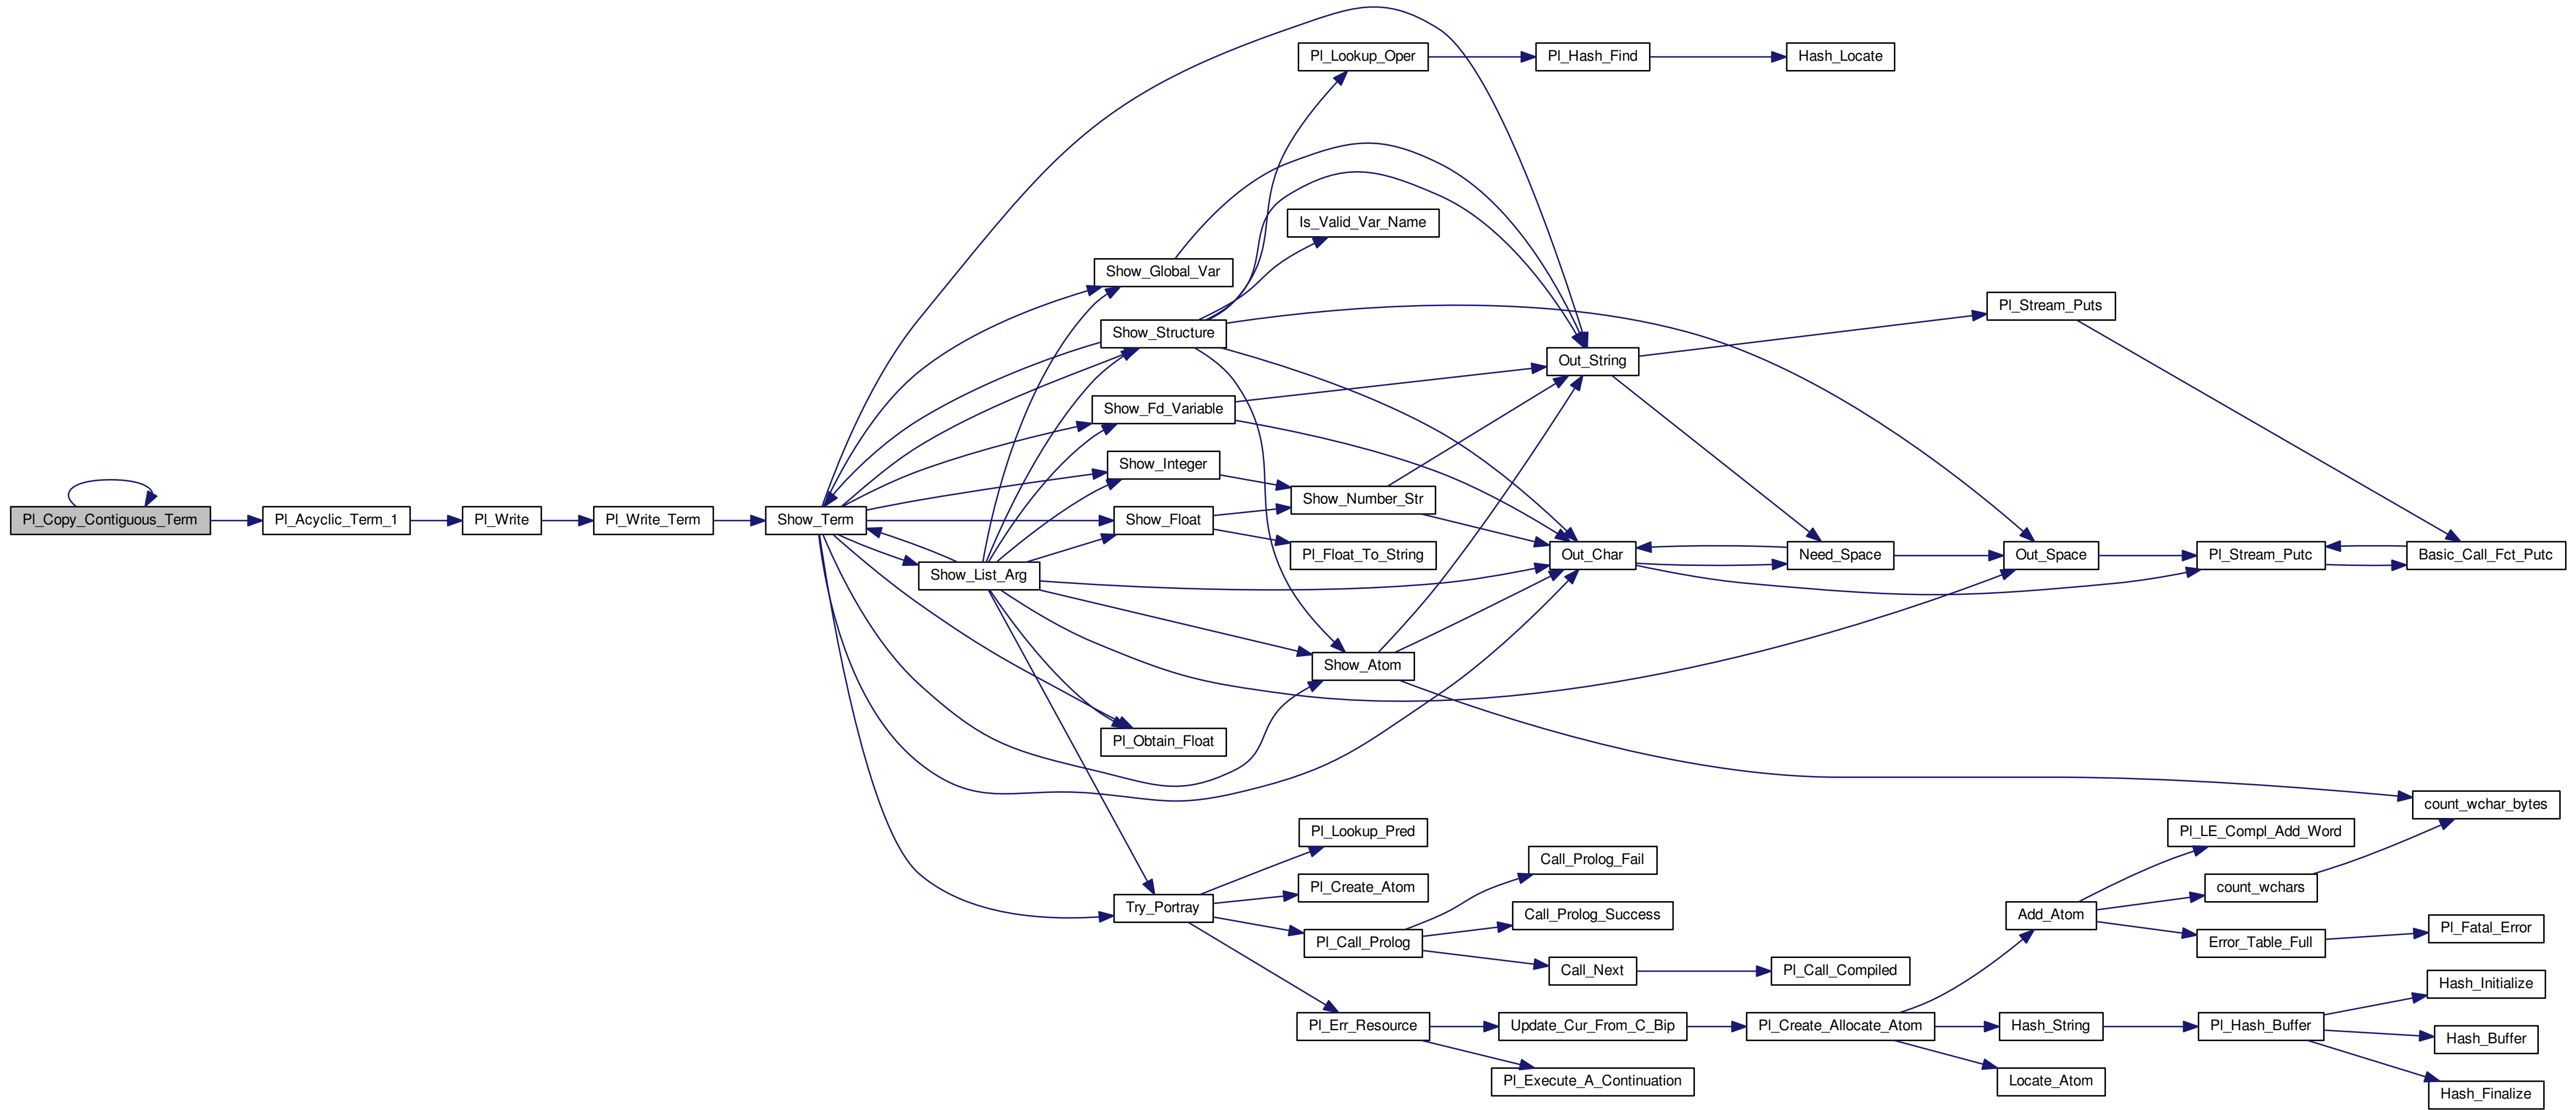 Pl_Copy_Contiguous_Term
Pl_Acyclic_Term_1
Pl_Write
Pl_Write_Term
Show_Term
Show_List_Arg
Show_Global_Var
Show_Structure
Show_Fd_Variable
Show_Integer
Show_Float
Pl_Obtain_Float
Try_Portray
Pl_Lookup_Oper
Is_Valid_Var_Name
Show_Number_Str
Pl_Float_To_String
Show_Atom
Pl_Lookup_Pred
Pl_Create_Atom
Pl_Call_Prolog
Pl_Err_Resource
Pl_Hash_Find
Out_String
Out_Char
Call_Prolog_Fail
Call_Prolog_Success
Call_Next
Update_Cur_From_C_Bip
Pl_Execute_A_Continuation
Hash_Locate
Need_Space
Pl_Call_Compiled
Pl_Create_Allocate_Atom
Pl_Stream_Puts
Out_Space
Add_Atom
Hash_String
Locate_Atom
Pl_Stream_Putc
Pl_LE_Compl_Add_Word
count_wchars
Error_Table_Full
Pl_Hash_Buffer
Basic_Call_Fct_Putc
count_wchar_bytes
Pl_Fatal_Error
Hash_Initialize
Hash_Buffer
Hash_Finalize